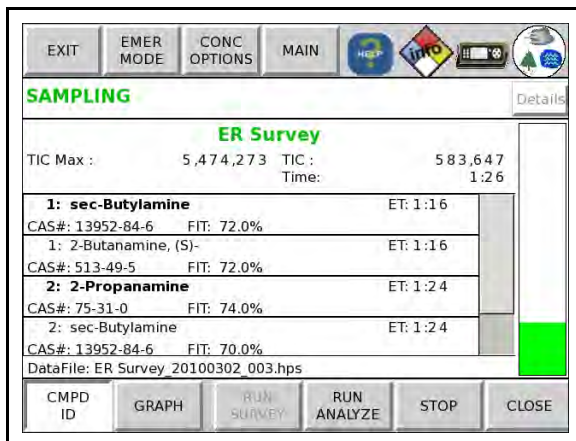 EXIT
EMER
MODE
CONC
OPTIONS
MAIN
HELP
info
SAMPLING
Details
ER Survey
TIC Max : 5,474,273 TIC : 583,647
Time: 1:26
1: sec-Butylamine ET: 1:16
CAS#: 13952-84-6 FIT: 72.0%
1: 2-Butanamine, (S)- ET: 1:16
CAS#: 513-49-5 FIT: 72.0%
2: 2-Propanamine ET: 1:24
CAS#: 75-31-0 FIT: 74.0%
2: sec-Butylamine ET: 1:24
CAS#: 13952-84-6 FIT: 70.0%
DataFile: ER Survey_20100302_003.hps
CMPD
ID
GRAPH
RUN
SURVEY
RUN
ANALYZE
STOP
CLOSE